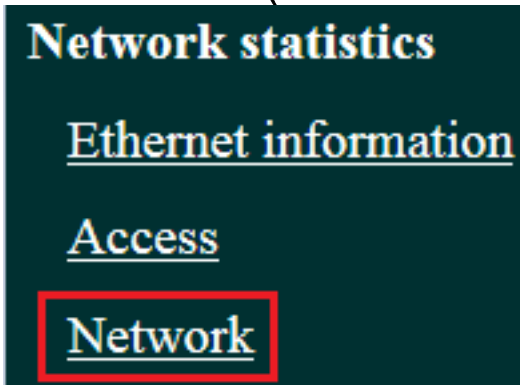 Network statistics
Ethernet information
Access
Network